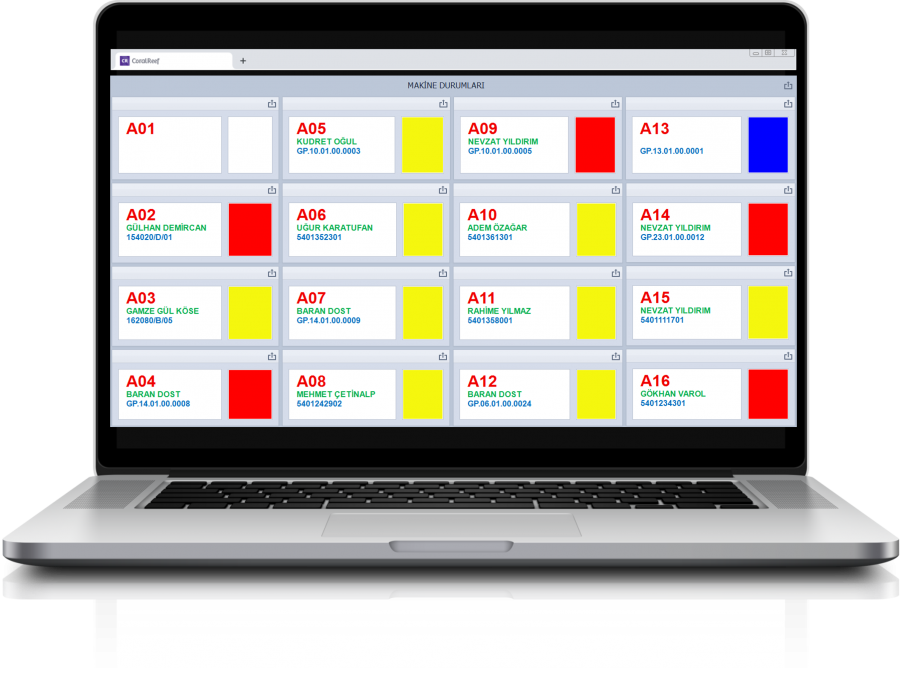 CR CoralReef
MAKİNE DURUMLARI
A01
A05
KUDRET OĞUL
GP.10.01.00.0003
A09
NEVZAT YILDIRIM
GP.10.01.00.0005
A13
GP.13.01.00.0001
A02
GÜLHAN DEMİRCAN
154020/D/01
A06
UĞUR KARATUFAN
5401352301
A10
ADEM ÖZAĞAR
5401361301
A14
NEVZAT YILDIRIM
GP.23.01.00.0012
A03
GAMZE GÜL KÖSE
162080/B/05
A07
BARAN DOST
GP.14.01.00.0009
A11
RAHİME YILMAZ
5401358001
A15
NEVZAT YILDIRIM
5401111701
A04
BARAN DOST
GP.14.01.00.0008
A08
MEHMET ÇETİNALP
5401242902
A12
BARAN DOST
GP.06.01.00.0024
A16
GÖKHAN VAROL
5401234301